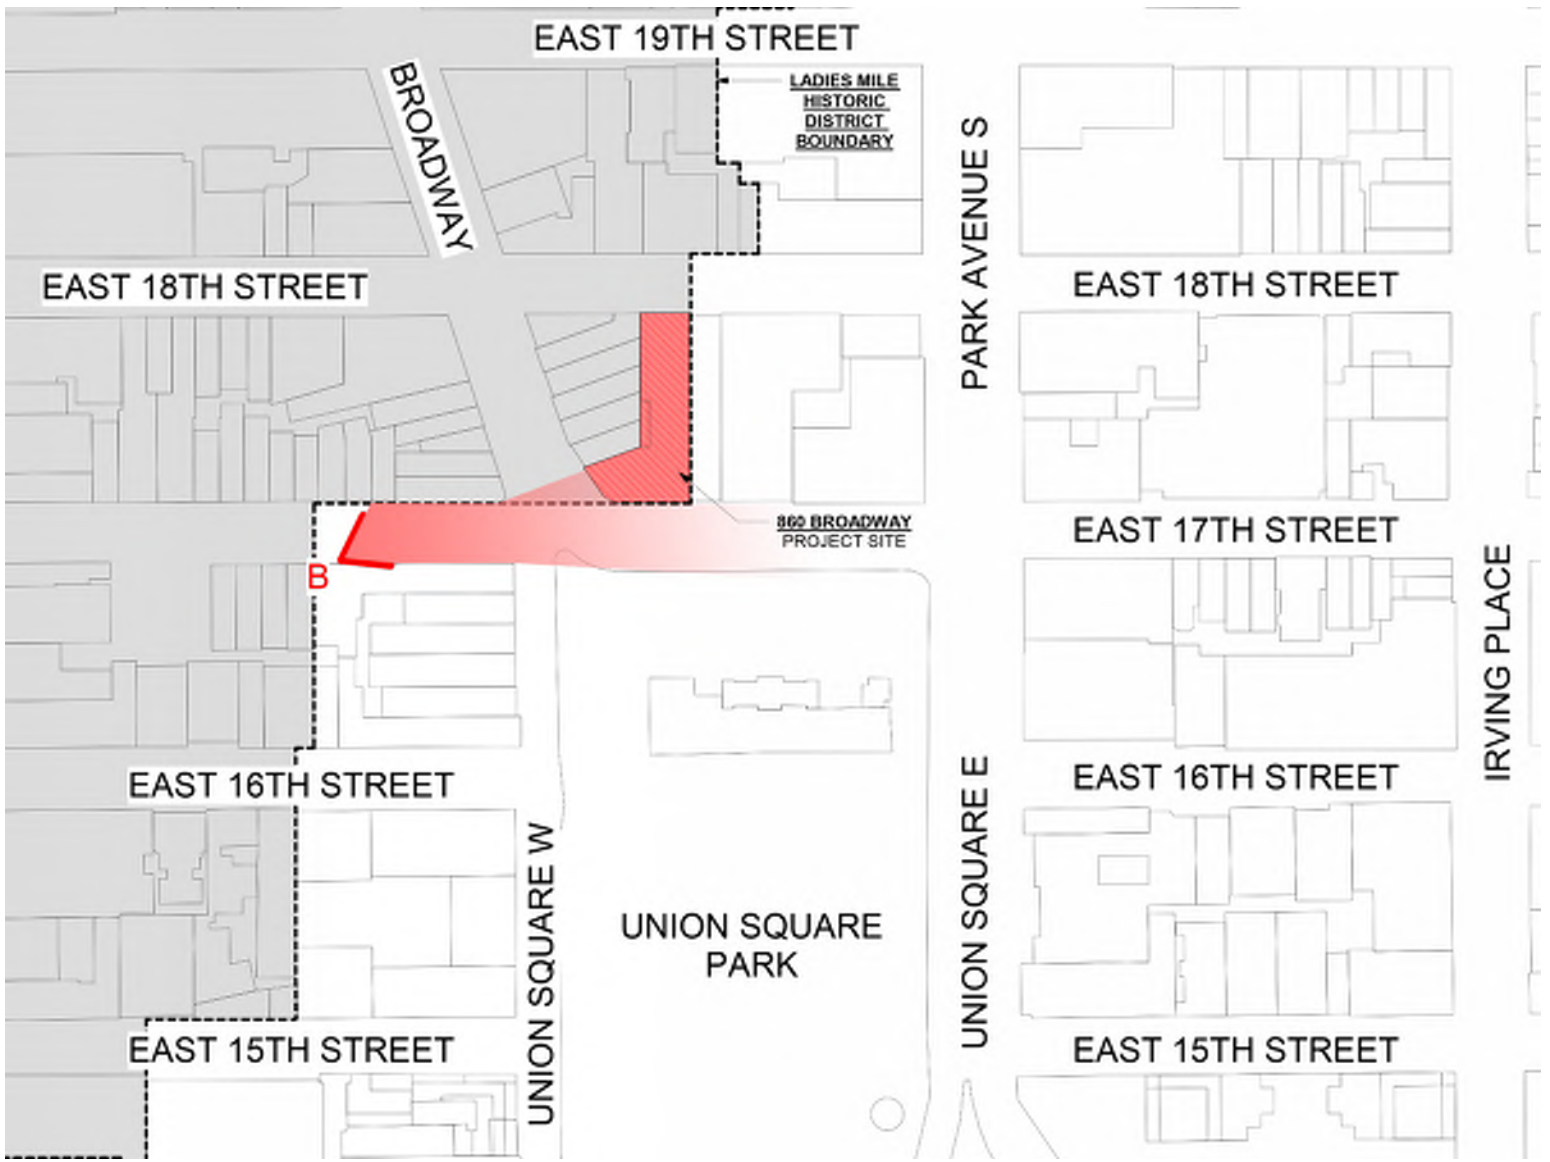 EAST 19TH STREET
BROADWAY
LADIES MILE
HISTORIC
DISTRICT
BOUNDARY
PARK AVENUE S
EAST 18TH STREET
EAST 18TH STREET
860 BROADWAY
PROJECT SITE
EAST 17TH STREET
B
IRVING PLACE
EAST 16TH STREET
EAST 16TH STREET
UNION SQUARE W
UNION SQUARE
PARK
UNION SQUARE E
EAST 15TH STREET
EAST 15TH STREET